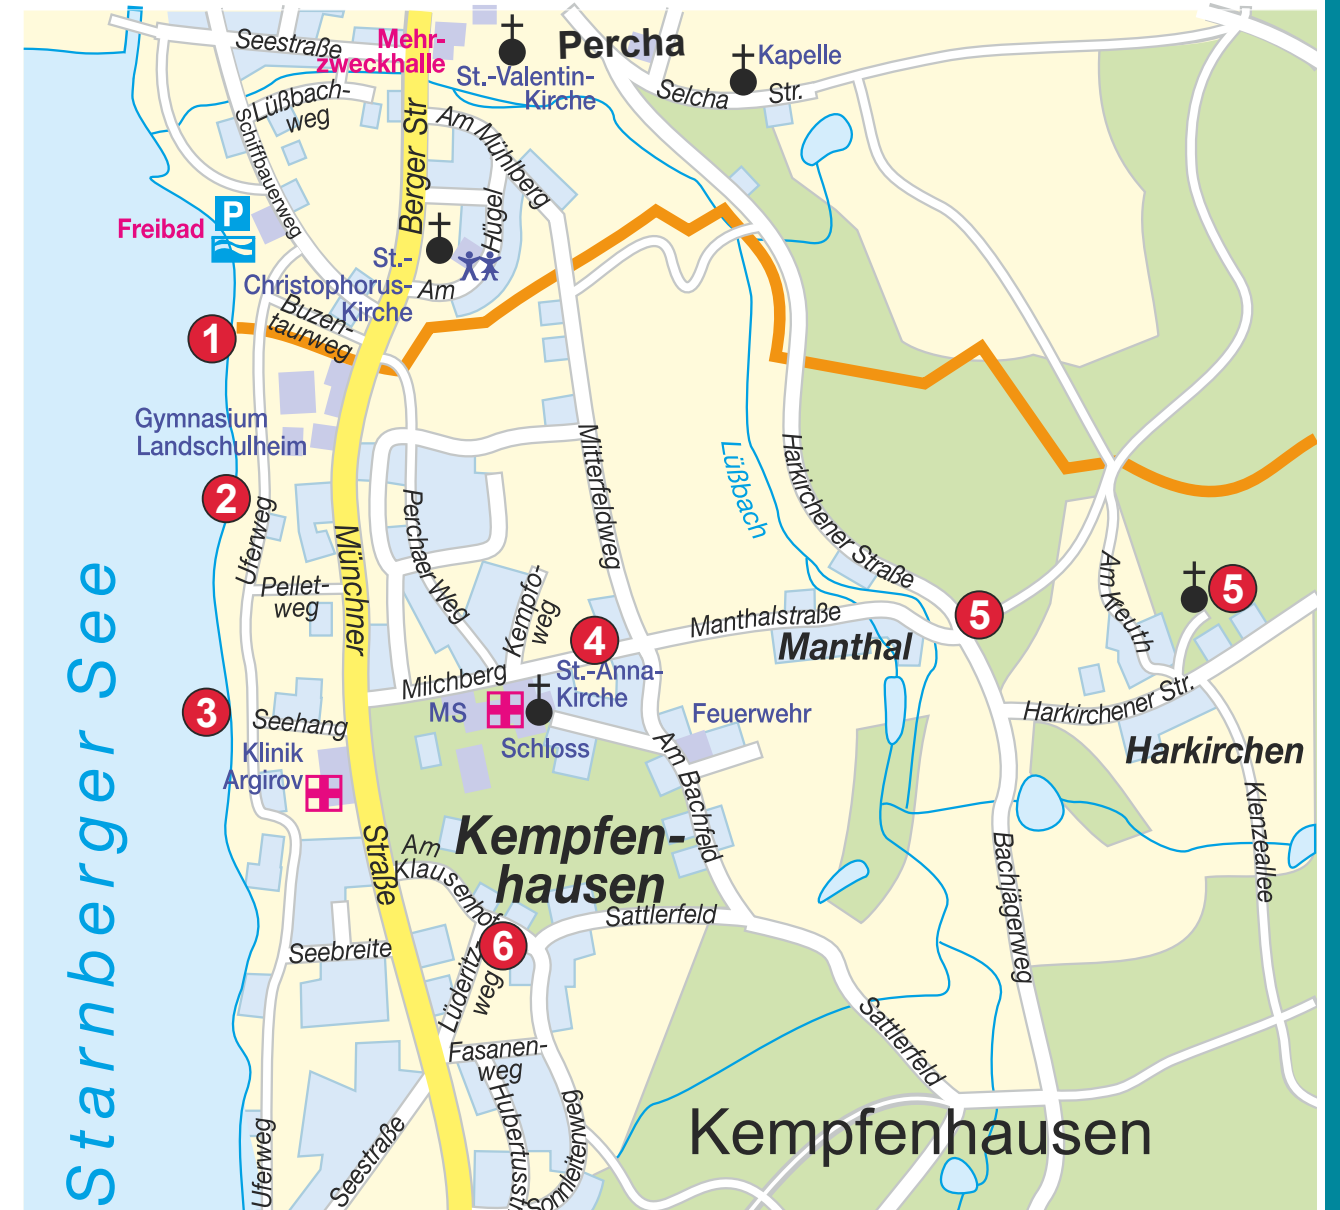 Seestraße
Mehr-
zweckhalle
Percha
Kapelle
St.-Valentin-
Kirche
Selcha Str.
Lüßbach-
weg
Schiffbauerweg
Berger Str
Am Mühlberg
Hügel
Am
P
Freibad
St.-
Christophorus-
Kirche
Buzen-
taurweg
1
Gymnasium
Landschulheim
2
Uferweg
Münchner
Perchaer Weg
Mitterfeldweg
Lüßbach
Harkirchener Straße
Pellet-
weg
Kempfo-
weg
4
Manthalstraße
Manthal
5
Am Kreuth
5
Milchberg
St.-Anna-
Kirche
MS
Schloss
Feuerwehr
Harkirchener Str.
Harkirchen
3
Seehang
Klinik
Argirov
Am Bachfeld
Klenzeallee
Straße
Am
Klausenhof
Kempfen-
hausen
Sattlerfeld
Bachjägerweg
6
Seebreite
Lüderitz-
weg
Sattlerfeld
Fasanen-
weg
Hubertusst
Sonnleitenweg
Seestraße
Uferweg
Starnberger See
Kempfenhausen